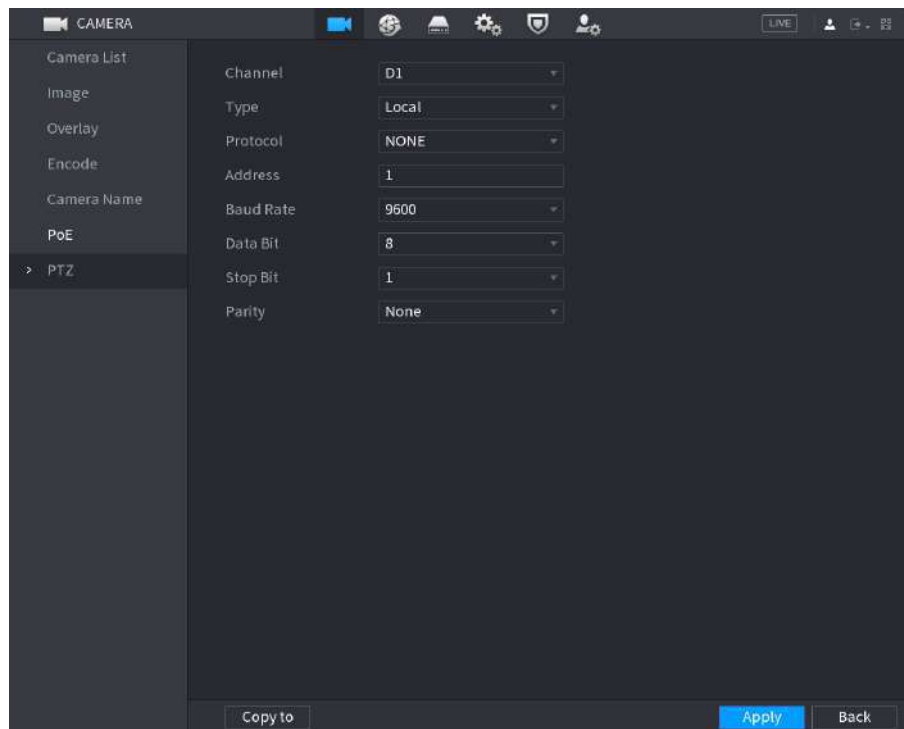 CAMERA
LIVE
Camera List
Image
Overlay
Encode
Camera Name
PoE
> PTZ
Channel D1
Type Local
Protocol NONE
Address 1
Baud Rate 9600
Data Bit 8
Stop Bit 1
Parity None
Copy to
Apply
Back